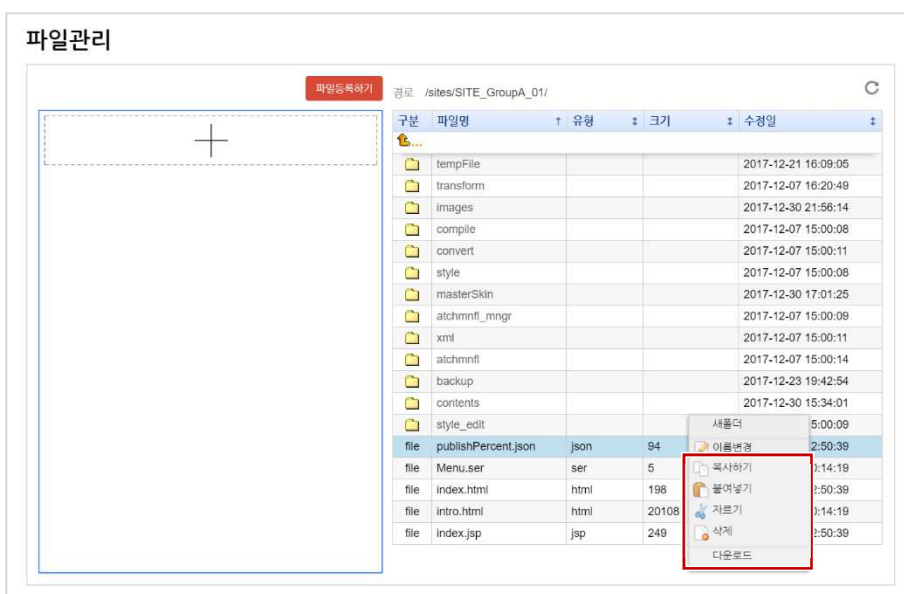 파일관리
파일등록하기
경로 /sites/SITE_GroupA_01/
구분 파일명 유형 크기 수정일
...
tempFile 2017-12-21 16:09:05
transform 2017-12-07 16:20:49
images 2017-12-30 21:56:14
compile 2017-12-07 15:00:08
convert 2017-12-07 15:00:11
style 2017-12-07 15:00:08
masterSkin 2017-12-30 17:01:25
atchmnfl_mngr 2017-12-07 15:00:09
xml 2017-12-07 15:00:11
atchmnfl 2017-12-07 15:00:14
backup 2017-12-23 19:42:54
contents 2017-12-30 15:34:01
style_edit 새폴더 5:00:09
file publishPercent.json json 94 이름변경 2:50:39
file Menu.ser ser 5 복사하기 0:14:19
file index.html html 198 붙여넣기 2:50:39
file intro.html html 20108 자르기 0:14:19
file index.jsp jsp 249 삭제 2:50:39
다운로드